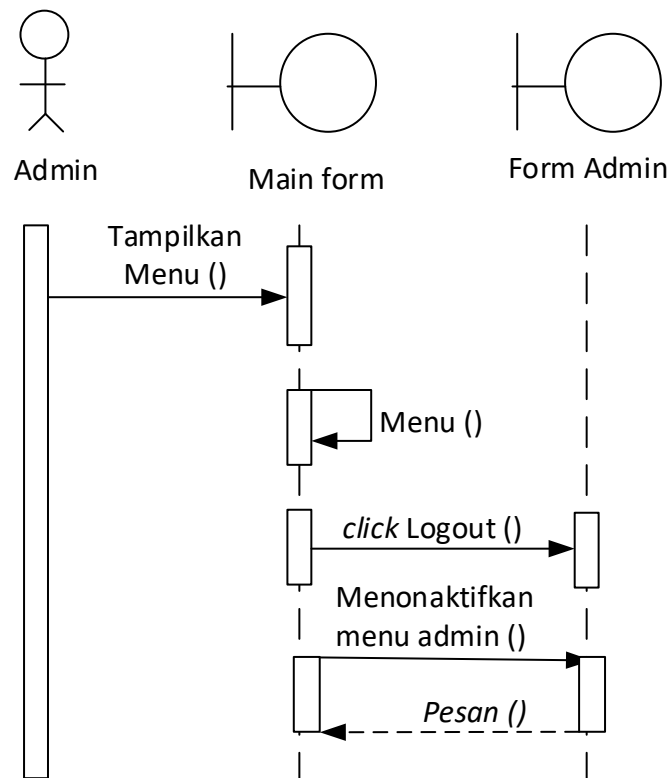 Admin
Main form
Form Admin
Tampilkan
Menu ()
Menu ()
click Logout ()
Menonaktifkan
menu admin ()
Pesan ()